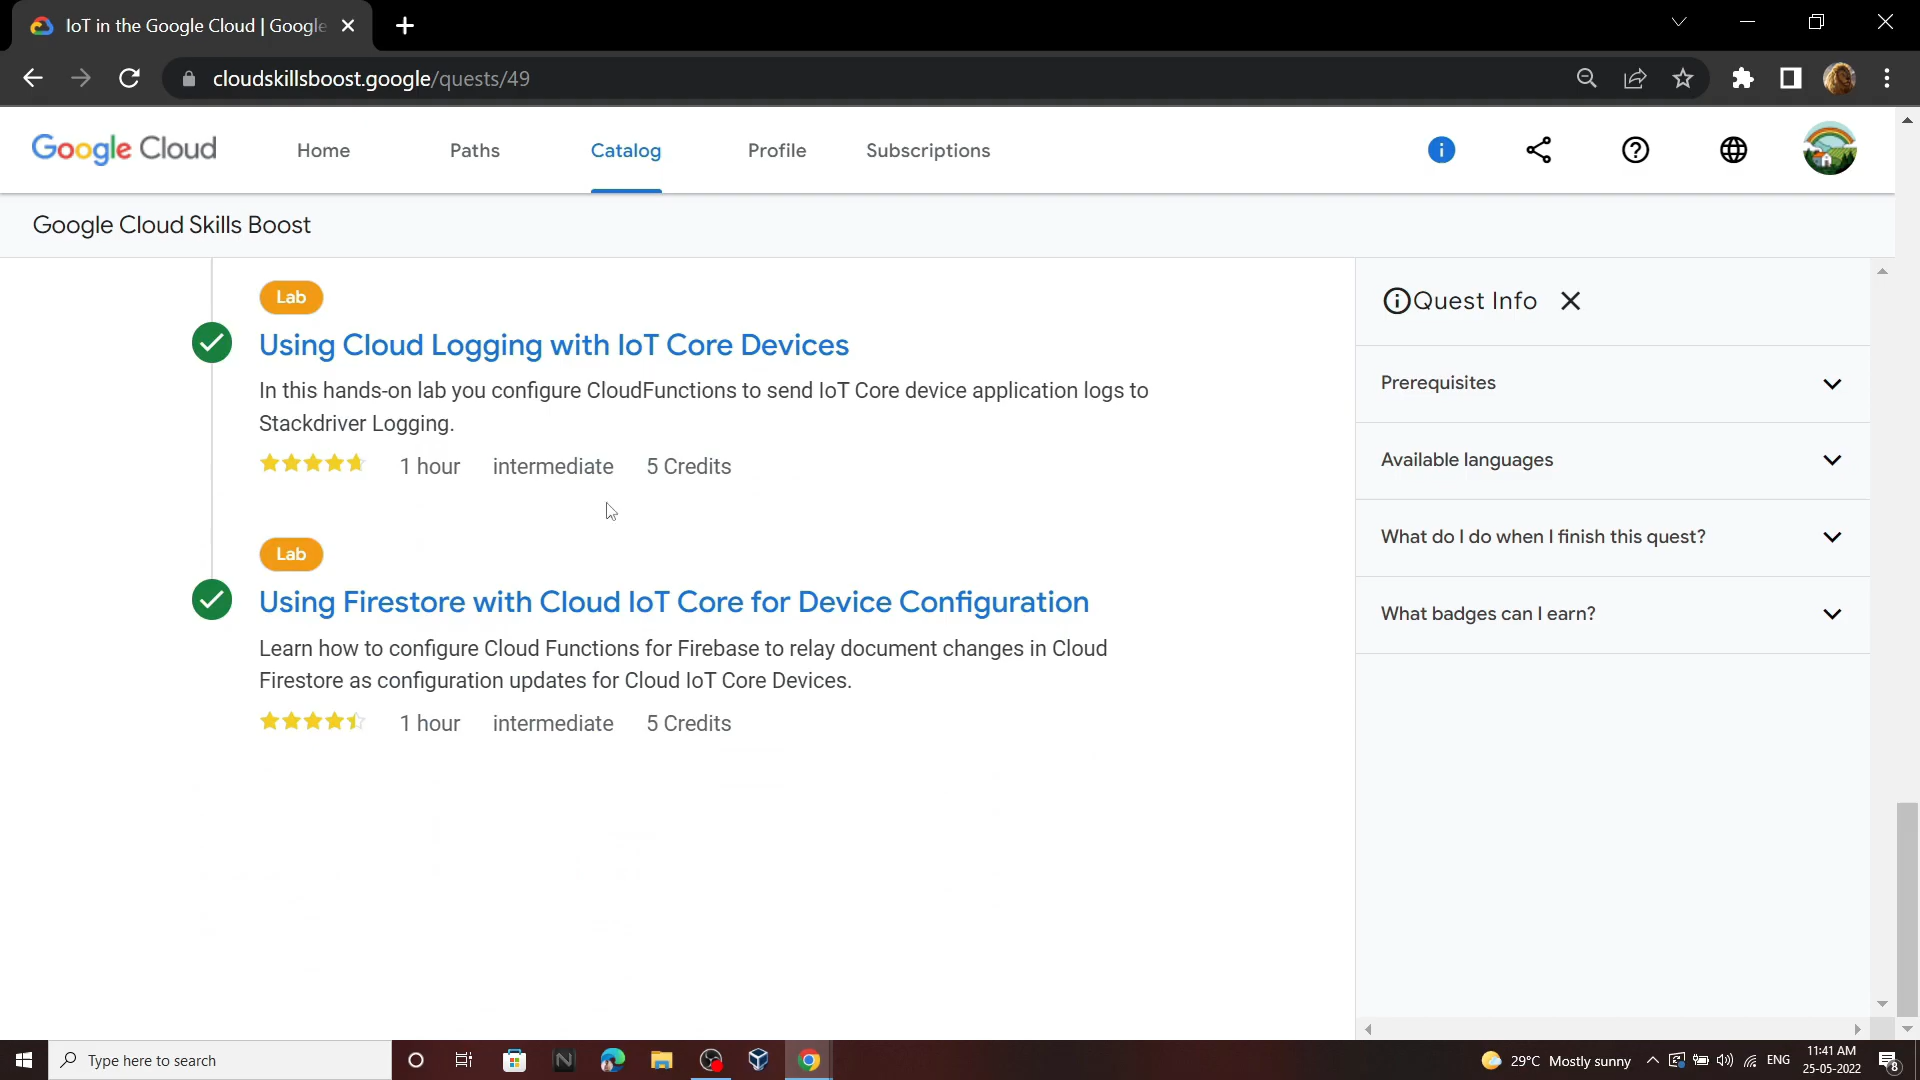 IoT in the Google Cloud | Google
cloudskillsboost.google/quests/49
Google Cloud
Home
Paths
Catalog
Profile
Subscriptions
Google Cloud Skills Boost
Lab
Using Cloud Logging with IoT Core Devices
In this hands-on lab you configure CloudFunctions to send IoT Core device application logs to
Stackdriver Logging.
1 hour intermediate 5 Credits
Lab
Using Firestore with Cloud IoT Core for Device Configuration
Learn how to configure Cloud Functions for Firebase to relay document changes in Cloud
Firestore as configuration updates for Cloud IoT Core Devices.
1 hour intermediate 5 Credits
Quest Info
Prerequisites
Available languages
What do I do when I finish this quest?
What badges can I earn?
Type here to search
29°C Mostly sunny
ENG
11:41 AM
25-05-2022
8